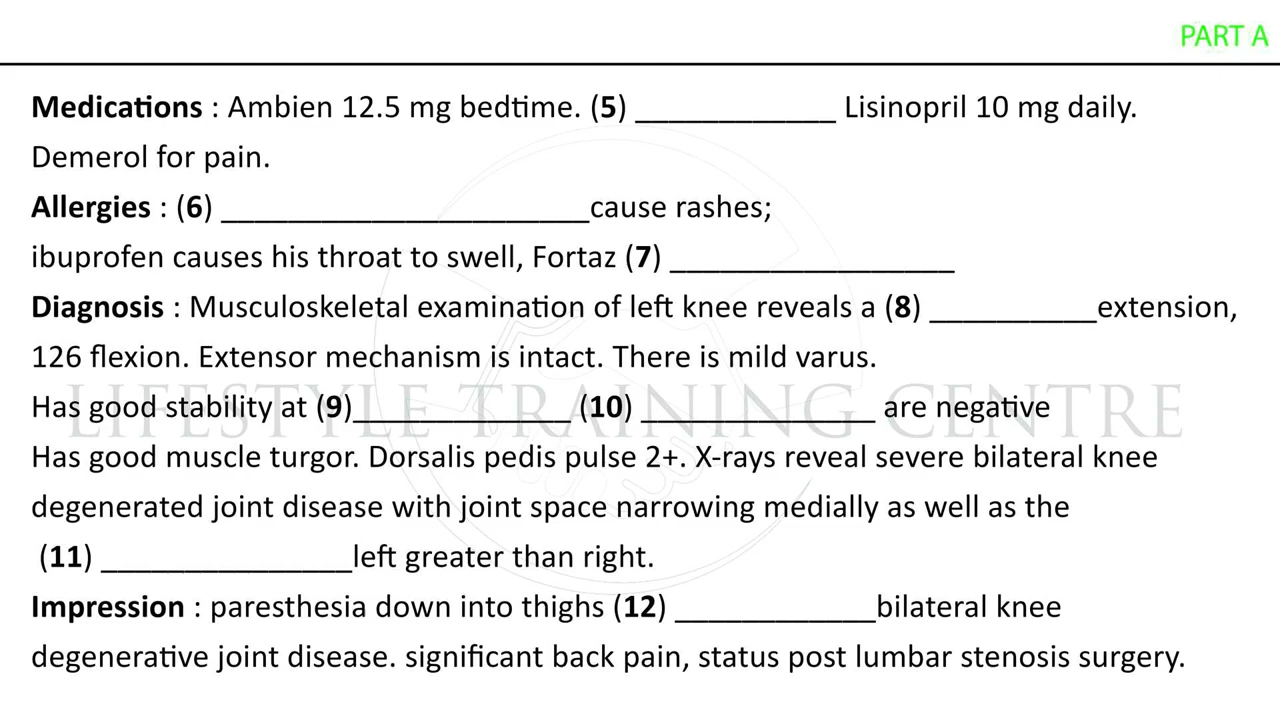 PART A
Medications : Ambien 12.5 mg bedtime. (5) ____________ Lisinopril 10 mg daily.
Demerol for pain.
Allergies : (6) ______________________cause rashes;
ibuprofen causes his throat to swell, Fortaz (7) _________________
Diagnosis : Musculoskeletal examination of left knee reveals a (8) __________extension,
126 flexion. Extensor mechanism is intact. There is mild varus.
LIFESTYLE TRAINING CENTRE
Has good stability at (9)_____________ (10) ______________ are negative
Has good muscle turgor. Dorsalis pedis pulse 2+. X-rays reveal severe bilateral knee
degenerated joint disease with joint space narrowing medially as well as the
(11) _______________left greater than right.
Impression : paresthesia down into thighs (12) ____________bilateral knee
degenerative joint disease. significant back pain, status post lumbar stenosis surgery.